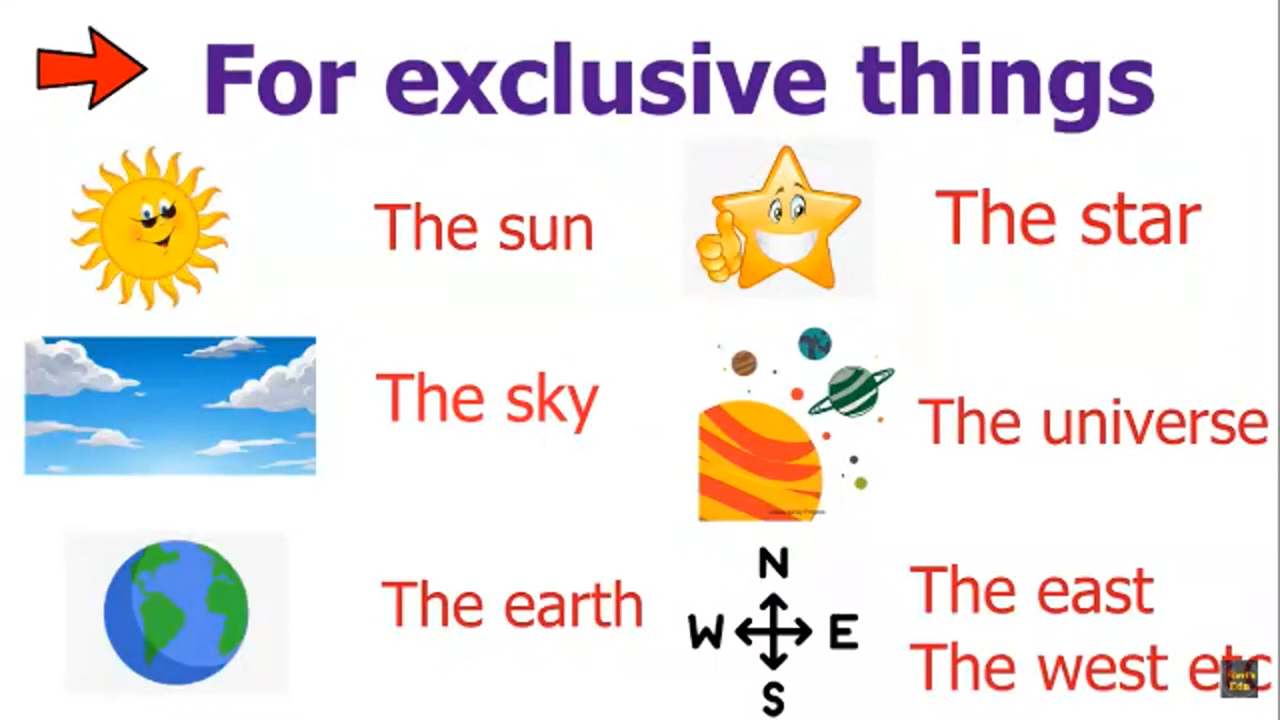 For exclusive things
The sun
The star
The sky
The universe
The earth
N
W E
S
The east
The west etc